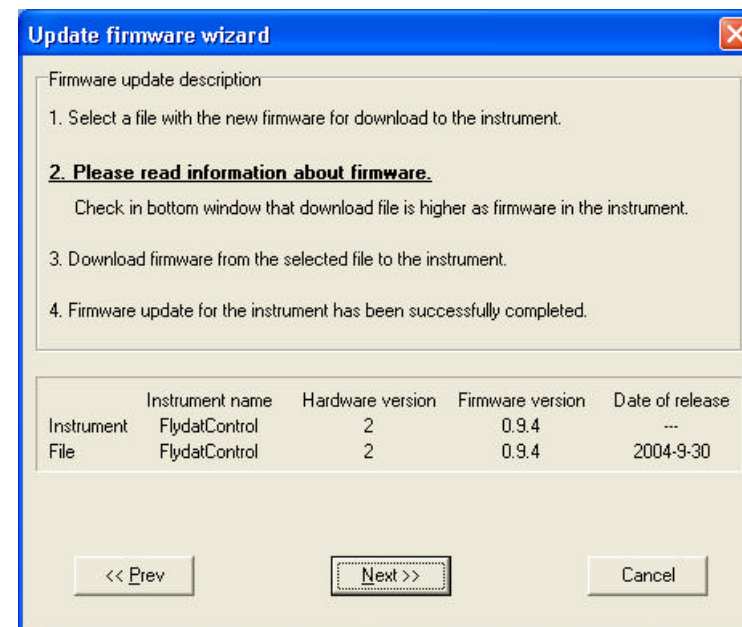 Update firmware wizard
Firmware update description
1. Select a file with the new firmware for download to the instrument.
2. Please read information about firmware.
Check in bottom window that download file is higher as firmware in the instrument.
3. Download firmware from the selected file to the instrument.
4. Firmware update for the instrument has been successfully completed.
Instrument name Hardware version Firmware version Date of release
Instrument FlydatControl 2 0.9.4 ---
File FlydatControl 2 0.9.4 2004-9-30
<< Prev Next >> Cancel